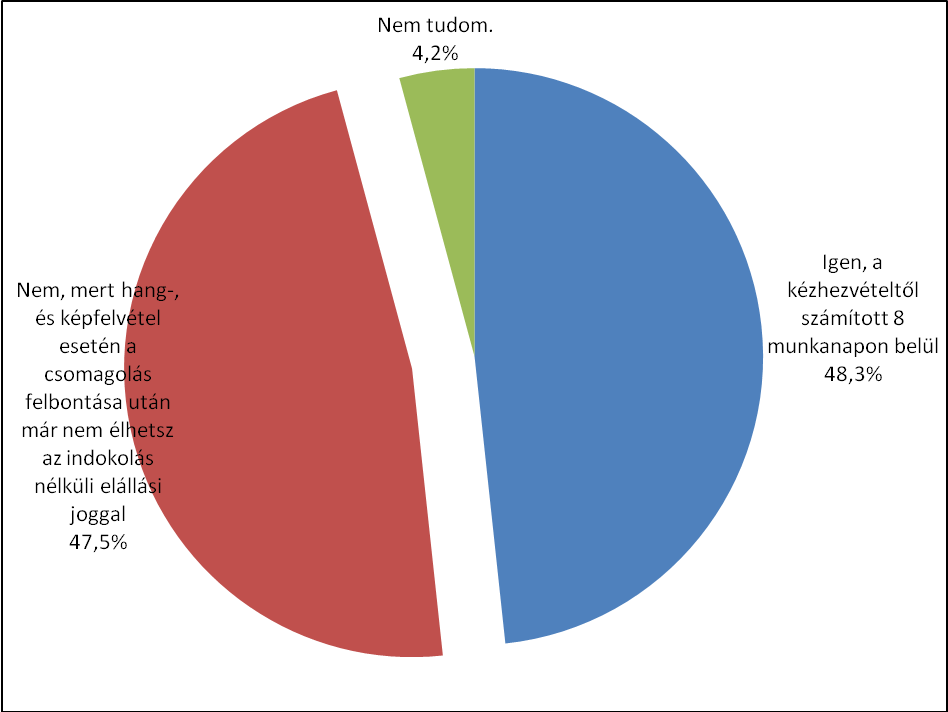 Nem tudom.
4,2%
Igen, a
kézhezvételtől
számított 8
munkanapon belül
48,3%
Nem, mert hang-,
és képfelvétel
esetén a
csomagolás
felbontása után
már nem élhetsz
az indokolás
nélküli elállási
joggal
47,5%